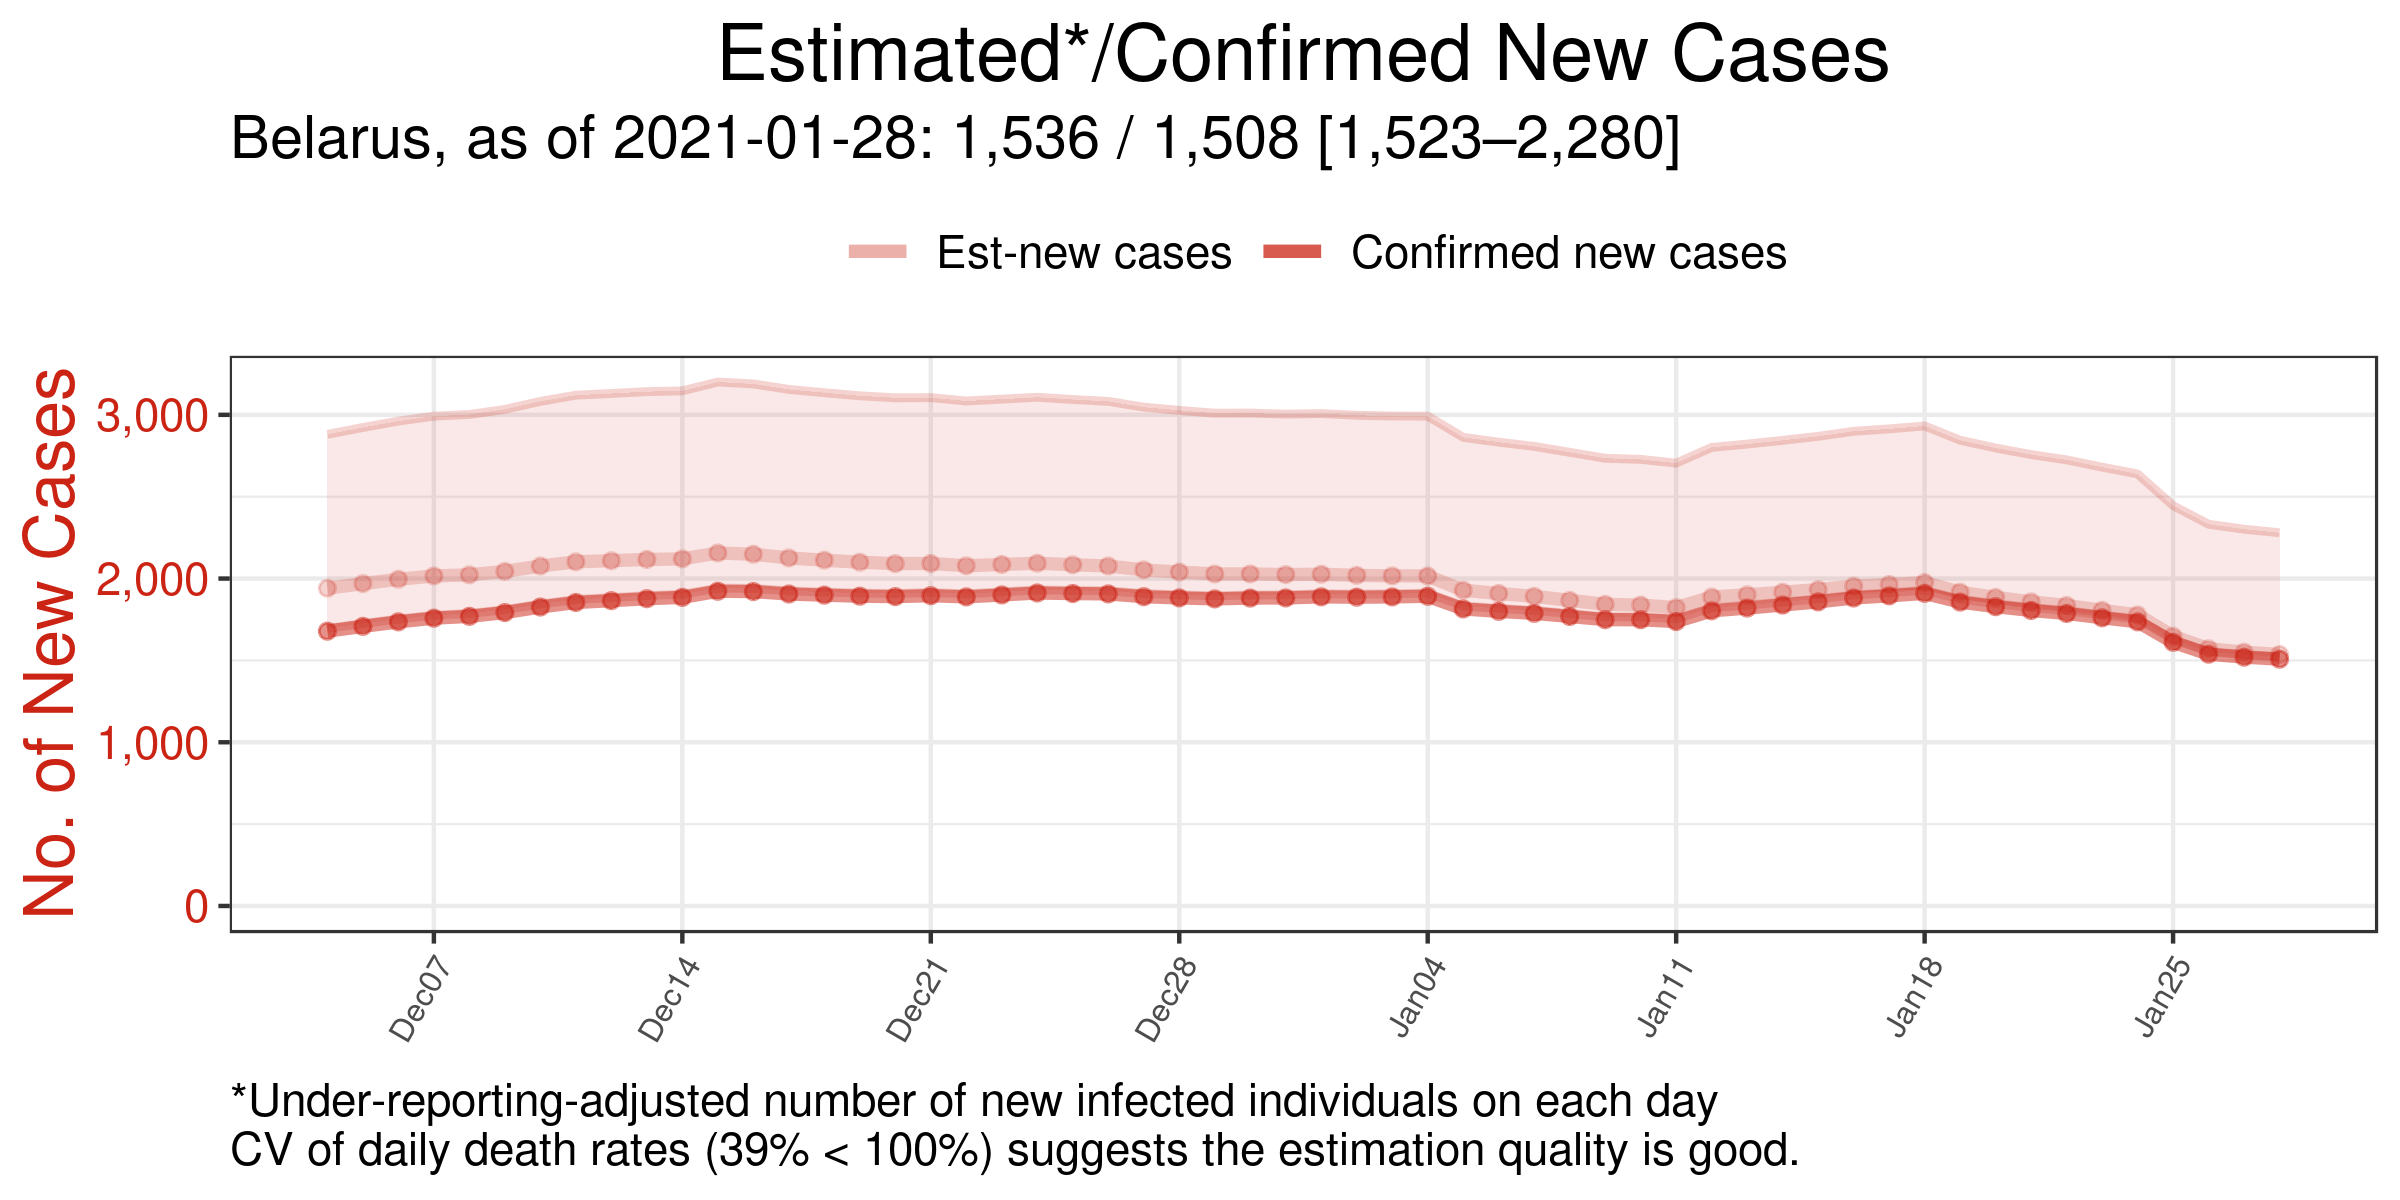 Estimated*/Confirmed New Cases
Belarus, as of 2021-01-28: 1,536 / 1,508 [1,523–2,280]
Est-new cases
Confirmed new cases
No. of New Cases
3,000
2,000
1,000
0
Dec07
Dec14
Dec21
Dec28
Jan04
Jan11
Jan18
Jan25
*Under-reporting-adjusted number of new infected individuals on each day
CV of daily death rates (39% < 100%) suggests the estimation quality is good.